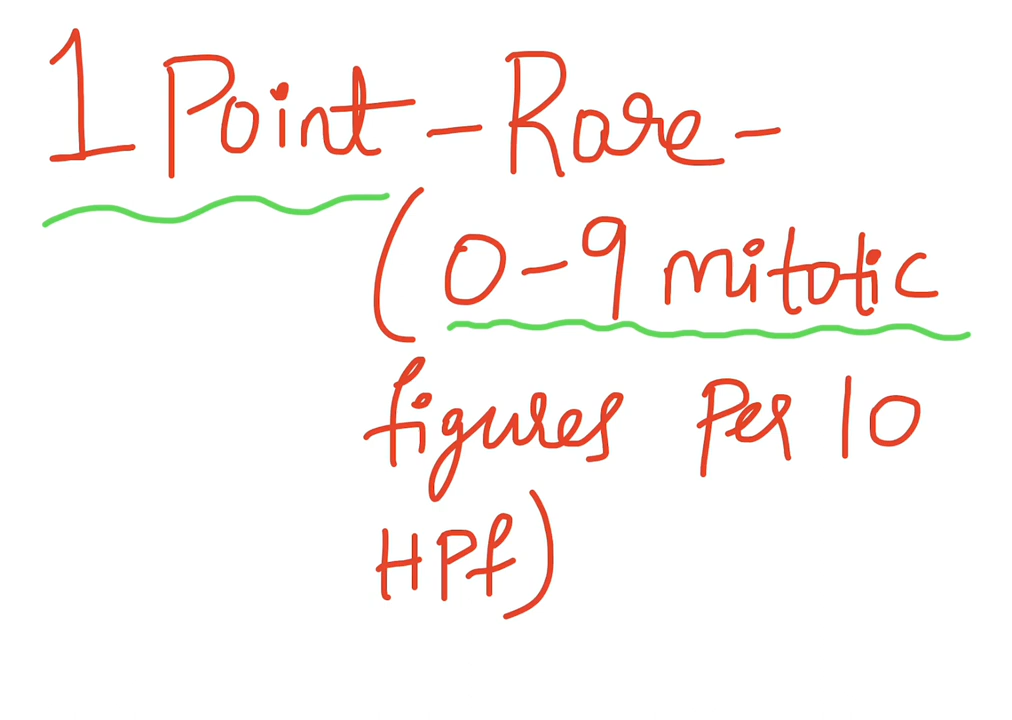 1 Point - Rare -
(0-9 mitotic
figures Per 10
HPf)